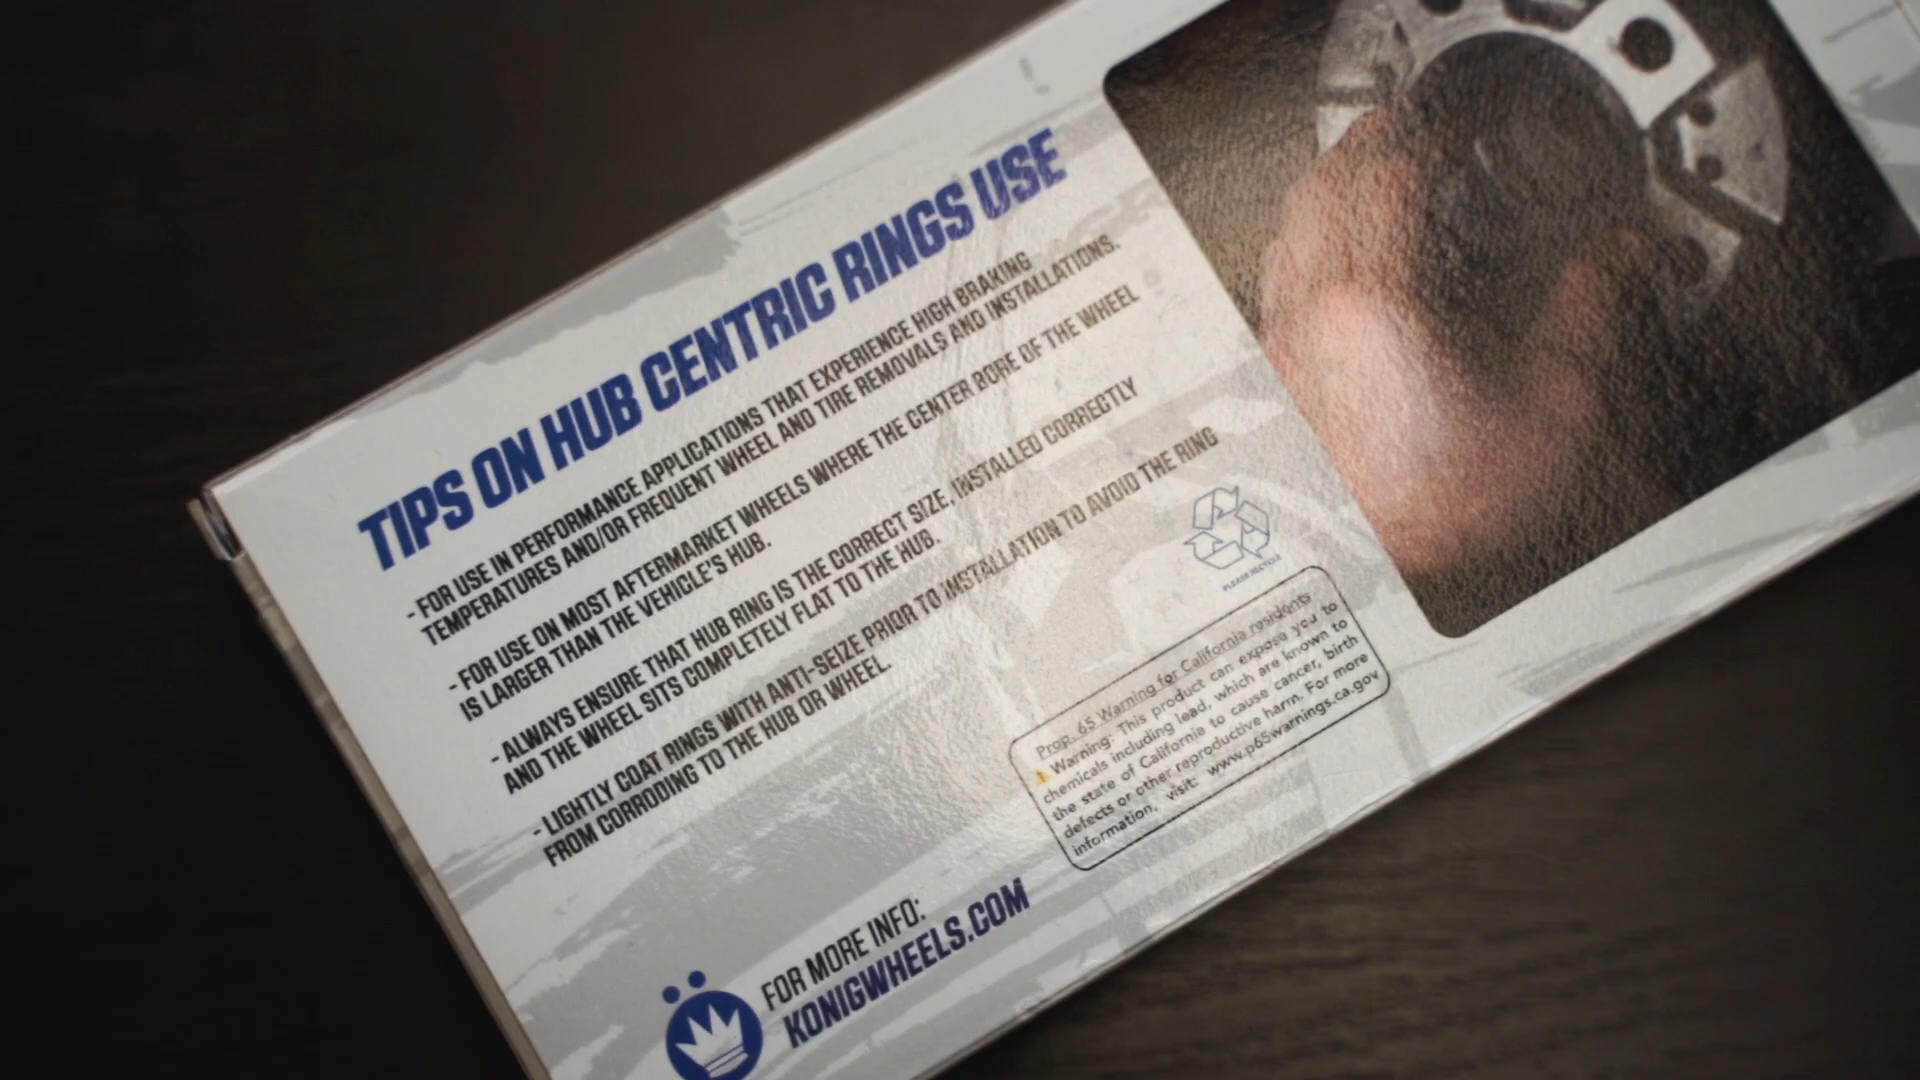 TIPS ON HUB CENTRIC RINGS USE
- FOR USE IN PERFORMANCE APPLICATIONS THAT EXPERIENCE HIGH BRAKING
TEMPERATURES AND/OR FREQUENT WHEEL AND TIRE REMOVALS AND INSTALLATIONS.
- FOR USE ON MOST AFTERMARKET WHEELS WHERE THE CENTER BORE OF THE WHEEL
IS LARGER THAN THE VEHICLE'S HUB.
- ALWAYS ENSURE THAT HUB RING IS THE CORRECT SIZE, INSTALLED CORRECTLY
AND THE WHEEL SITS COMPLETELY FLAT TO THE HUB.
- LIGHTLY COAT RINGS WITH ANTI-SEIZE PRIOR TO INSTALLATION TO AVOID THE RING
FROM CORRODING TO THE HUB OR WHEEL.
PLEASE RECYCLE
Prop. 65 Warning for California residents
Warning: This product can expose you to
chemicals including lead, which are known to
the state of California to cause cancer, birth
defects or other reproductive harm. For more
information, visit: www.p65warnings.ca.gov
FOR MORE INFO:
KONIGWHEELS.COM